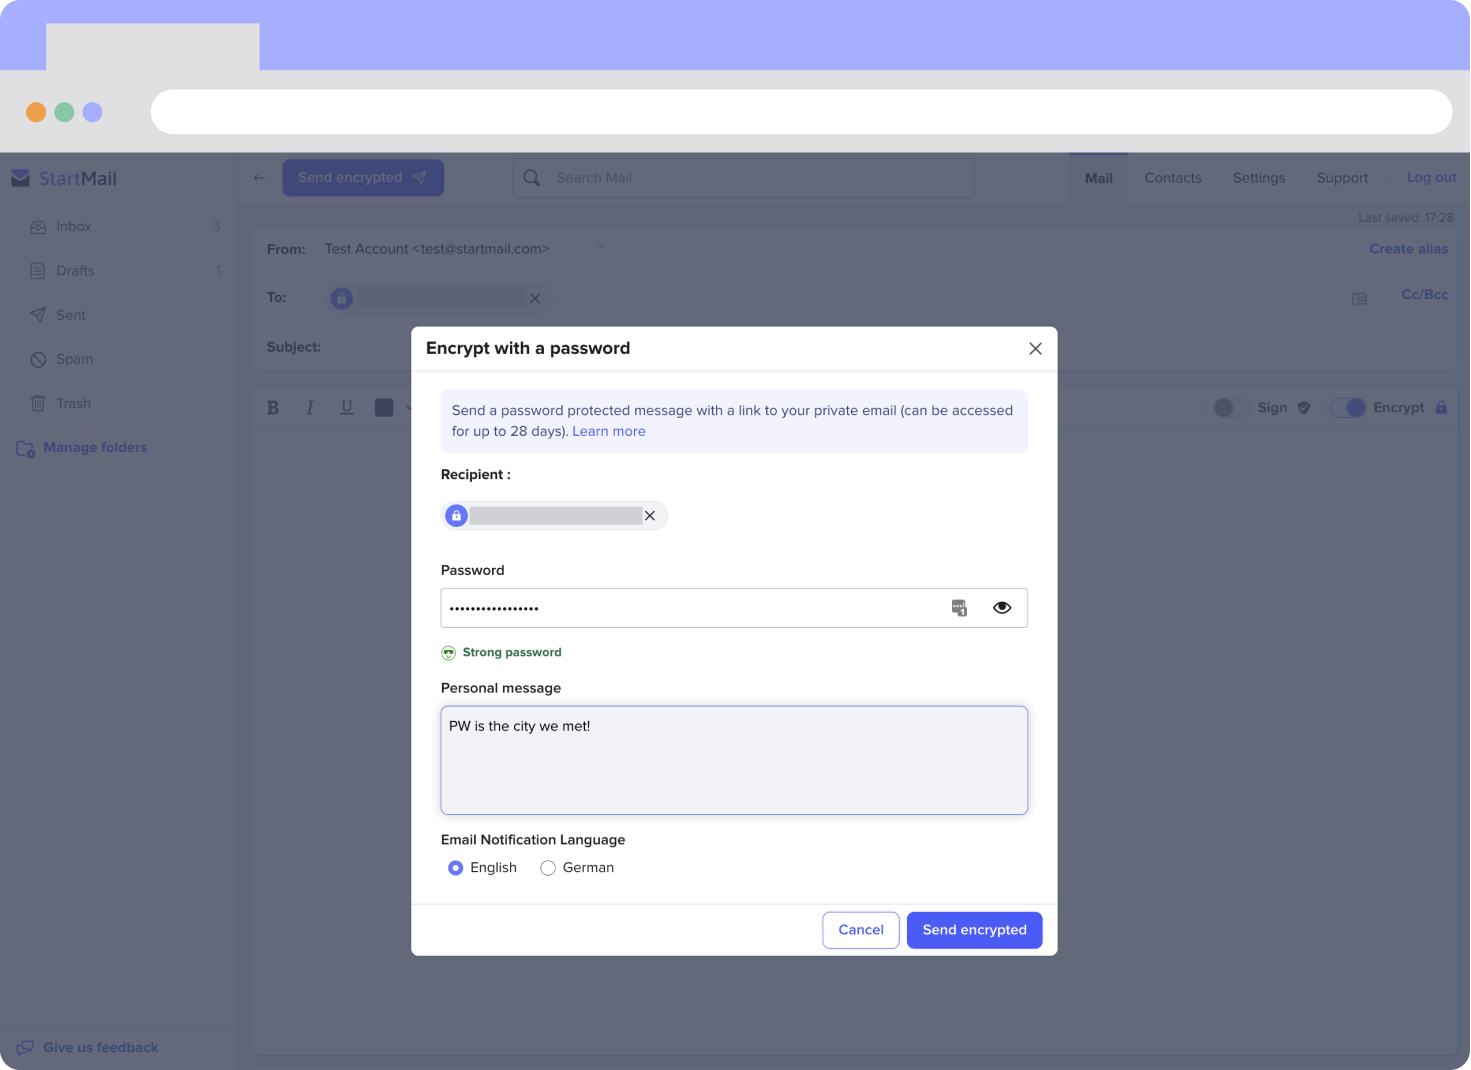 StartMail
Send encrypted
Search Mail
Mail
Contacts
Settings
Support
Log out
Last saved: 17:28
Inbox 3
Drafts 1
Sent
Spam
Trash
Manage folders
From: Test Account <test@startmail.com>
Create alias
To:
Cc/Bcc
Subject:
B I U
Sign
Encrypt
Encrypt with a password
Send a password protected message with a link to your private email (can be accessed
for up to 28 days). Learn more
Recipient :
Password
•••••••••••••••••
1
Strong password
Personal message
PW is the city we met!
Email Notification Language
English
German
Cancel
Send encrypted
Give us feedback